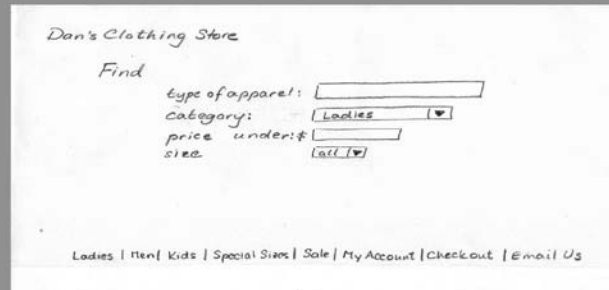 Dan's Clothing Store
Find
type of apparel:
category: Ladies
price under: $
size all
Ladies | Men | Kids | Special Sizes | Sale | My Account | Checkout | Email Us